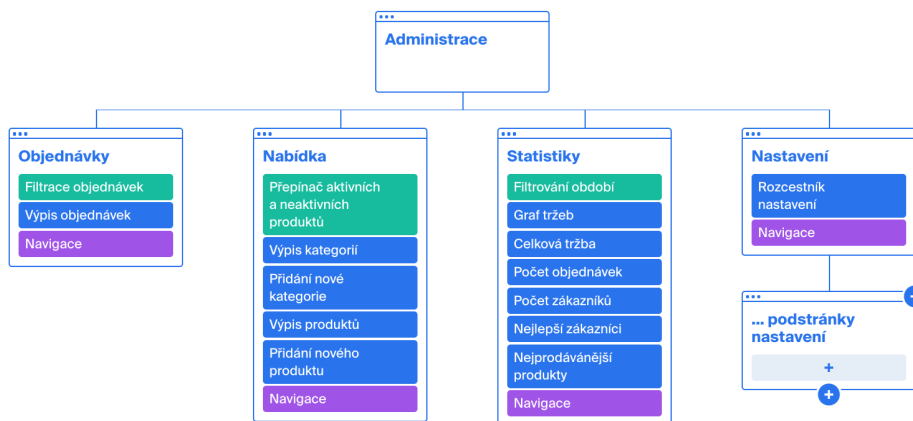 Administrace
Objednávky
Filtrace objednávek
Výpis objednávek
Navigace
Nabídka
Přepínač aktivních
a neaktivních
produktů
Výpis kategorií
Přidání nové
kategorie
Výpis produktů
Přidání nového
produktu
Navigace
Statistiky
Filtrování období
Graf tržeb
Celková tržba
Počet objednávek
Počet zákazníků
Nejlepší zákazníci
Nejprodávánější
produkty
Navigace
Nastavení
Rozcestník
nastavení
Navigace
... podstránky
nastavení
+
+